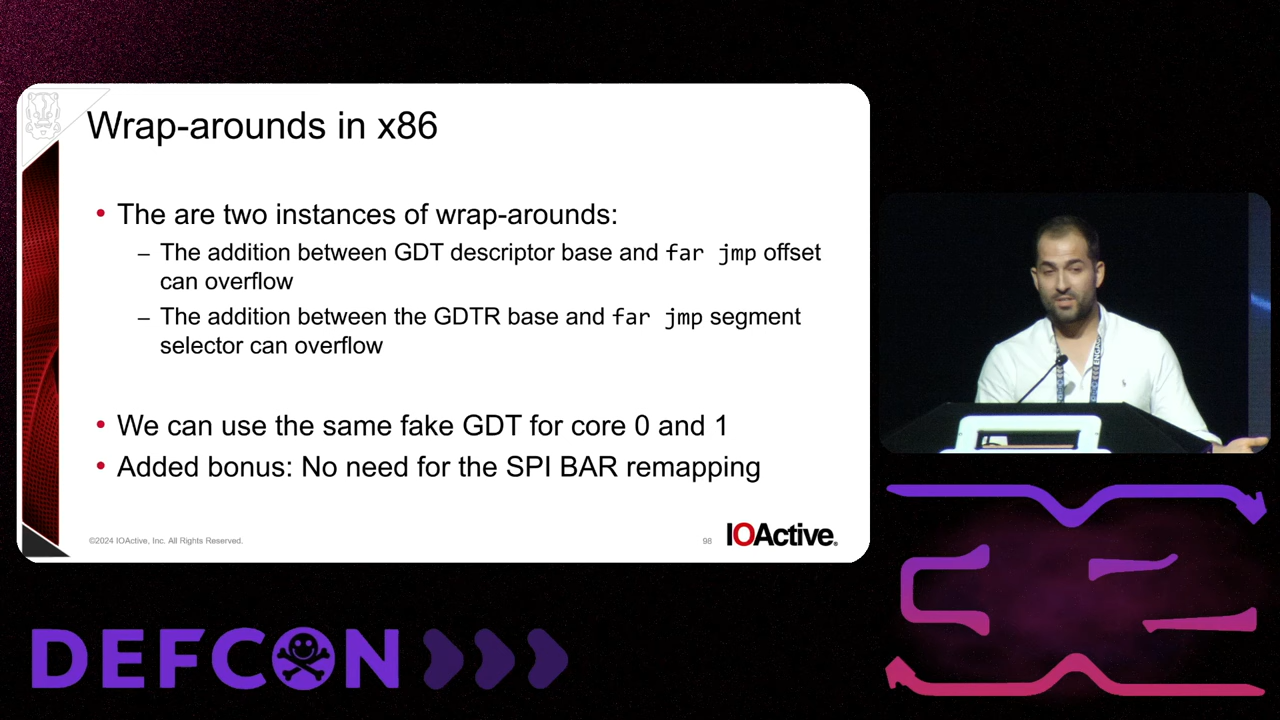 Wrap-arounds in x86
• The are two instances of wrap-arounds:
– The addition between GDT descriptor base and far jmp offset
can overflow
– The addition between the GDTR base and far jmp segment
selector can overflow
• We can use the same fake GDT for core 0 and 1
• Added bonus: No need for the SPI BAR remapping
©2024 IOActive, Inc. All Rights Reserved.
98
IOActive.
DEFCON